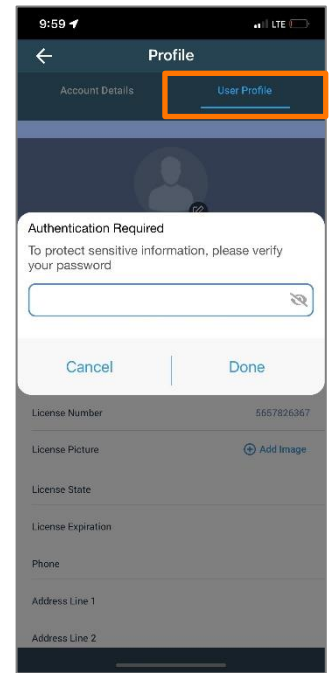 9:59
LTE
Profile
Account Details
User Profile
Authentication Required
To protect sensitive information, please verify
your password
Cancel
Done
License Number
5657826367
License Picture
Add Image
License State
License Expiration
Phone
Address Line 1
Address Line 2